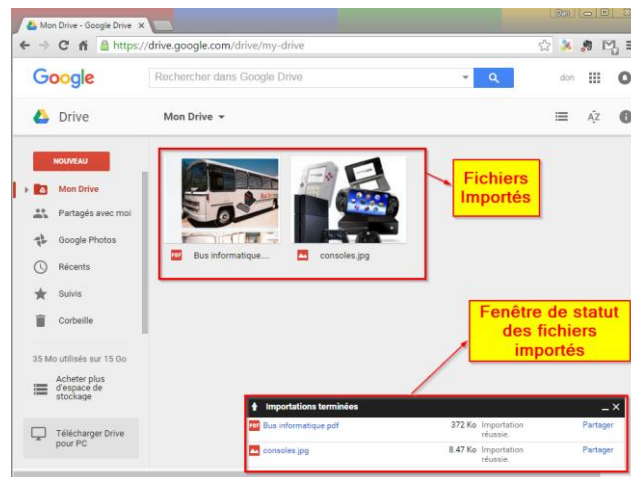 Mon Drive - Google Drive
https://drive.google.com/drive/my-drive
Google
Rechercher dans Google Drive
don
Drive
Mon Drive
AZ
NOUVEAU
Mon Drive
Partagés avec moi
Google Photos
Récents
Suivis
Corbeille
35 Mo utilisés sur 15 Go
Acheter plus
d'espace de
stockage
Télécharger Drive
pour PC
PDF Bus informatique....
consoles.jpg
Fichiers
Importés
Fenêtre de statut
des fichiers
importés
Importations terminées
PDF Bus informatique.pdf 372 Ko Importation réussie. Partager
consoles.jpg 8.47 Ko Importation réussie. Partager